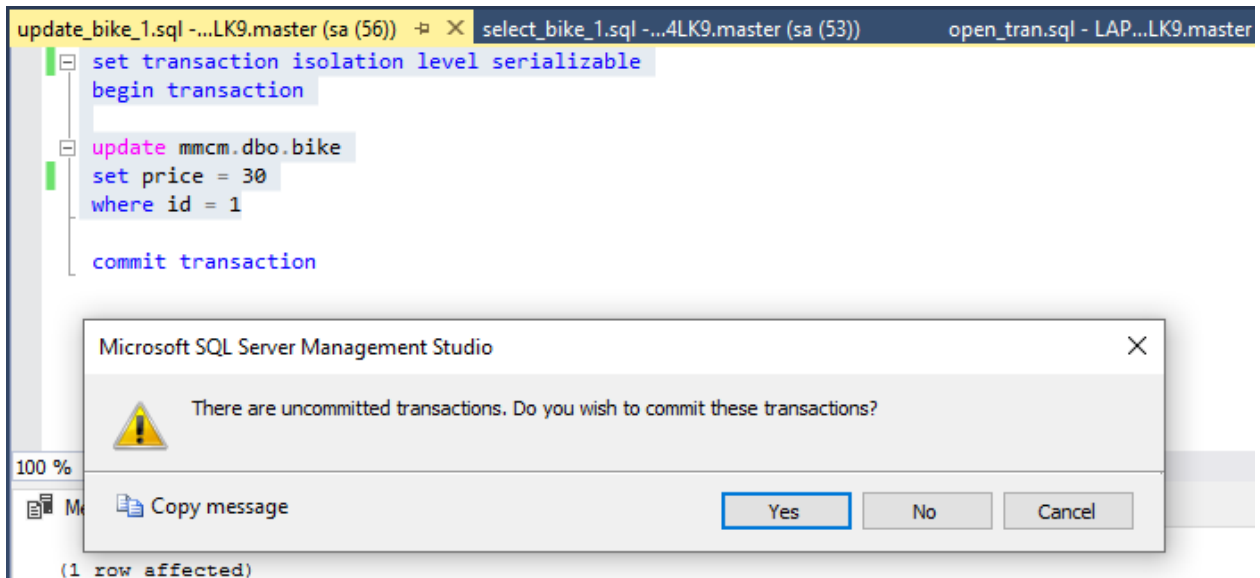 update_bike_1.sql -...LK9.master (sa (56)) select_bike_1.sql -...4LK9.master (sa (53)) open_tran.sql - LAP...LK9.master
set transaction isolation level serializable
begin transaction
update mmcm.dbo.bike
set price = 30
where id = 1
commit transaction
Microsoft SQL Server Management Studio
There are uncommitted transactions. Do you wish to commit these transactions?
100 %
Copy message Yes No Cancel
(1 row affected)